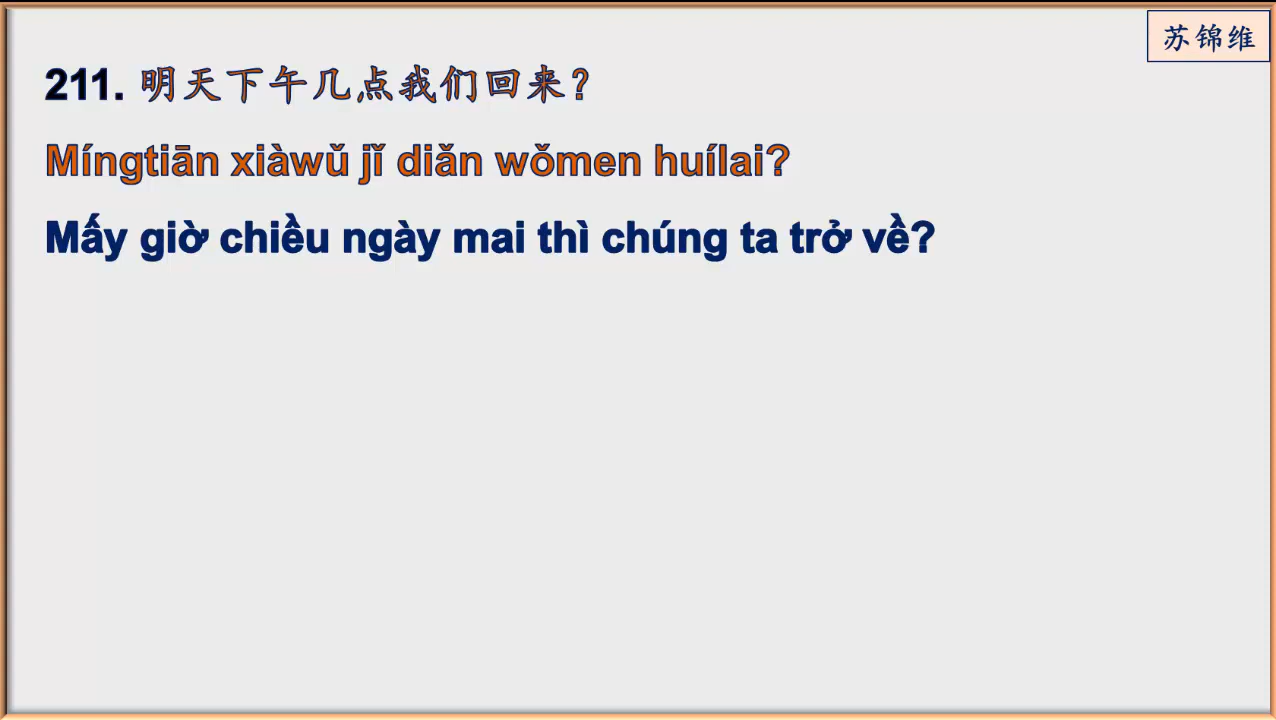 苏锦维
211. 明天下午几点我们回来？
Míngtiān xiàwǔ jǐ diǎn wǒmen huílai?
Mấy giờ chiều ngày mai thì chúng ta trở về?